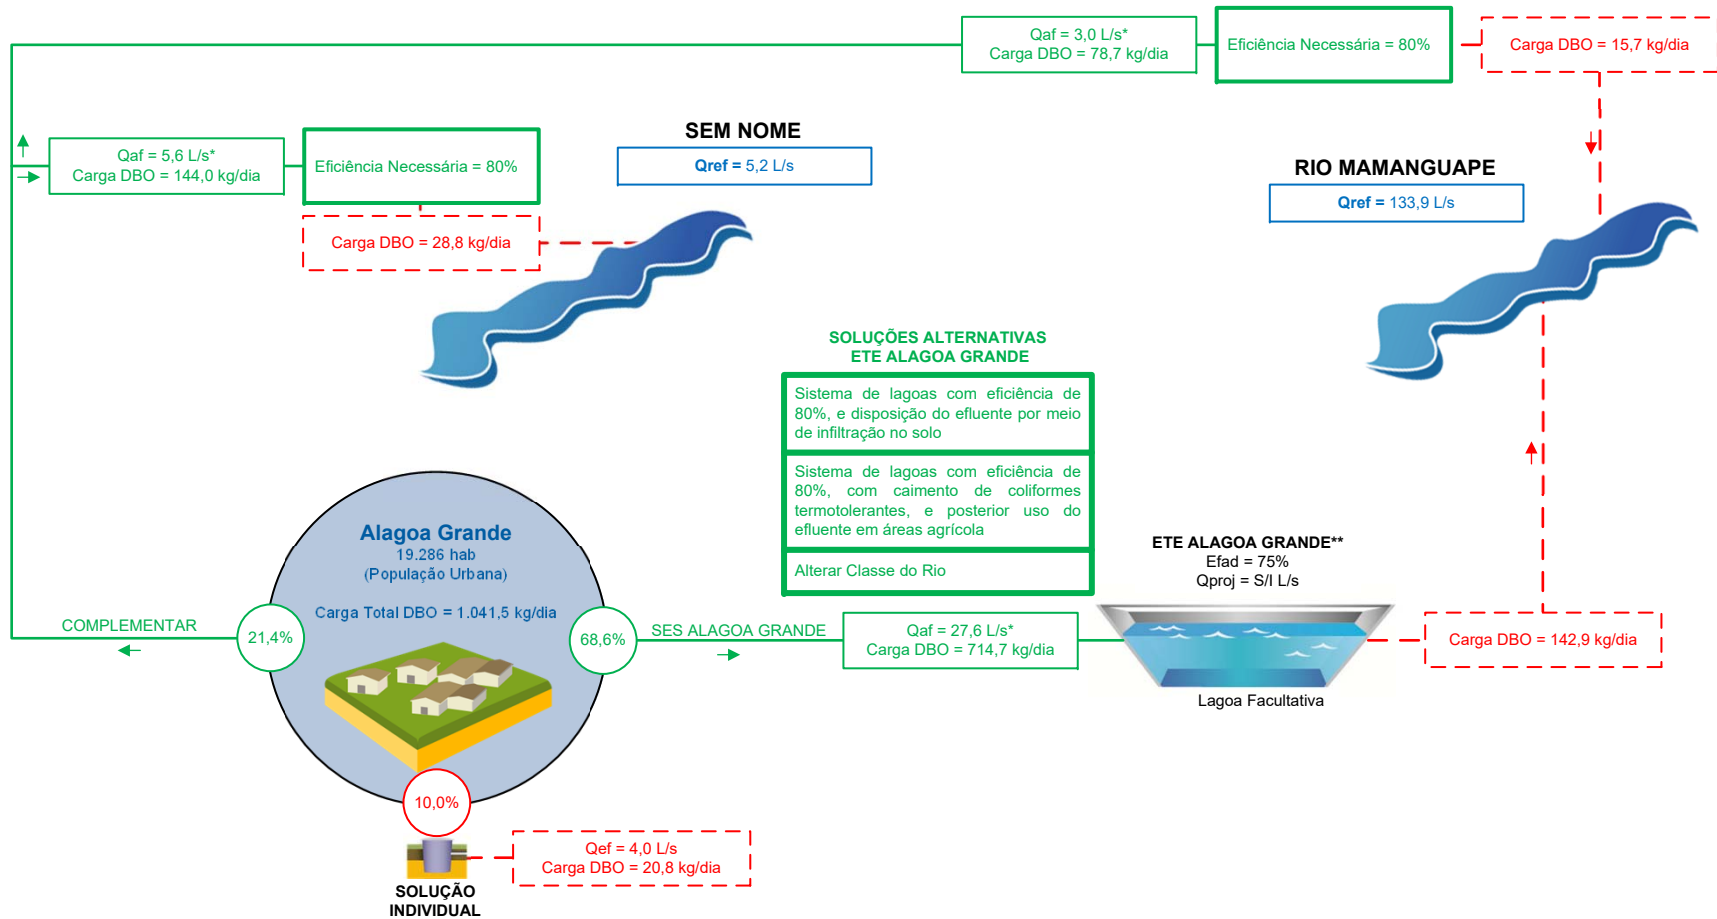 Qaf = 3,0 L/s*
Carga DBO = 78,7 kg/dia
Eficiência Necessária = 80%
Carga DBO = 15,7 kg/dia
Qaf = 5,6 L/s*
Carga DBO = 144,0 kg/dia
Eficiência Necessária = 80%
Carga DBO = 28,8 kg/dia
SEM NOME
Qref = 5,2 L/s
RIO MAMANGUAPE
Qref = 133,9 L/s
SOLUÇÕES ALTERNATIVAS
ETE ALAGOA GRANDE
Sistema de lagoas com eficiência de
80%, e disposição do efluente por meio
de infiltração no solo
Sistema de lagoas com eficiência de
80%, com caimento de coliformes
termotolerantes, e posterior uso do
efluente em áreas agrícola
Alterar Classe do Rio
Alagoa Grande
19.286 hab
(População Urbana)
Carga Total DBO = 1.041,5 kg/dia
COMPLEMENTAR
21,4%
68,6%
SES ALAGOA GRANDE
Qaf = 27,6 L/s*
Carga DBO = 714,7 kg/dia
ETE ALAGOA GRANDE**
Efad = 75%
Qproj = S/I L/s
Lagoa Facultativa
Carga DBO = 142,9 kg/dia
10,0%
Qef = 4,0 L/s
Carga DBO = 20,8 kg/dia
SOLUÇÃO
INDIVIDUAL